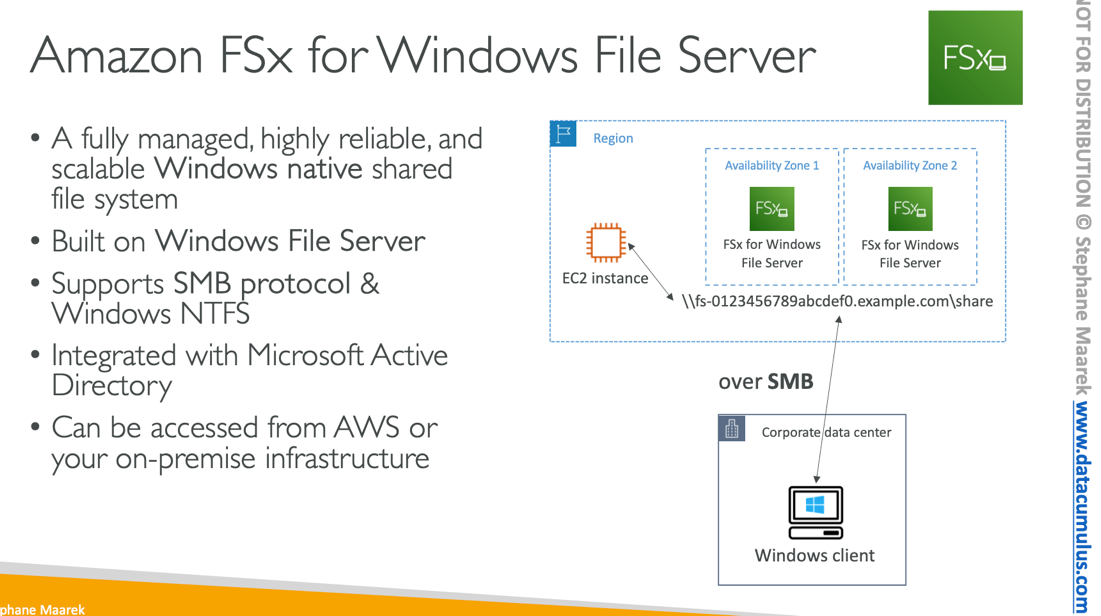 Amazon FSx for Windows File Server
FSx
• A fully managed, highly reliable, and
scalable Windows native shared
file system
• Built on Windows File Server
• Supports SMB protocol &
Windows NTFS
• Integrated with Microsoft Active
Directory
• Can be accessed from AWS or
your on-premise infrastructure
Region
Availability Zone 1
Availability Zone 2
FSx
FSx
FSx for Windows
File Server
FSx for Windows
File Server
EC2 instance
\\fs-0123456789abcdef0.example.com\share
over SMB
Corporate data center
Windows client
NOT FOR DISTRIBUTION © Stephane Maarek www.datacumulus.com
phane Maarek